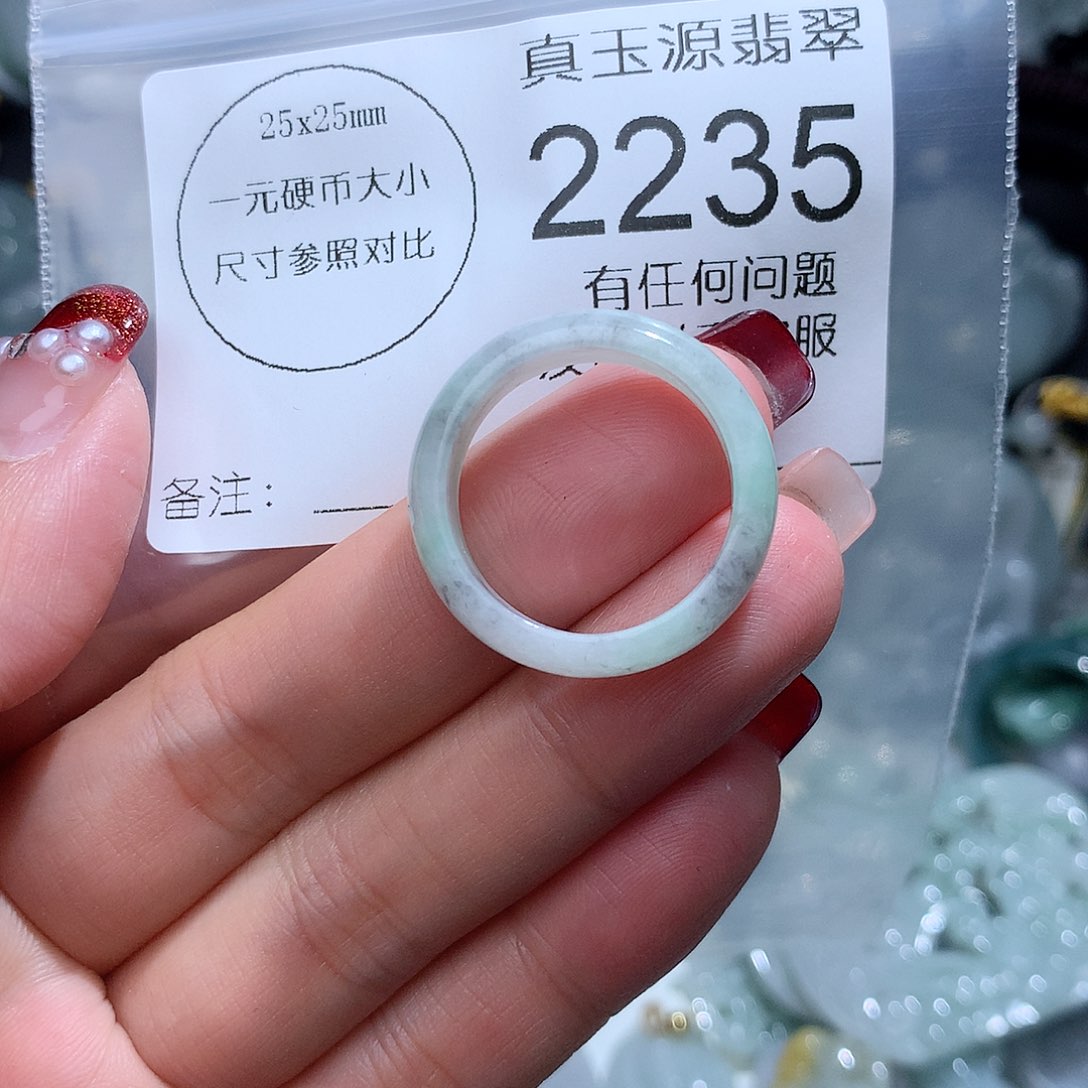 真玉源翡翠
25x25mm
一元硬币大小
尺寸参照对比
2235
有任何问题
服
备注：